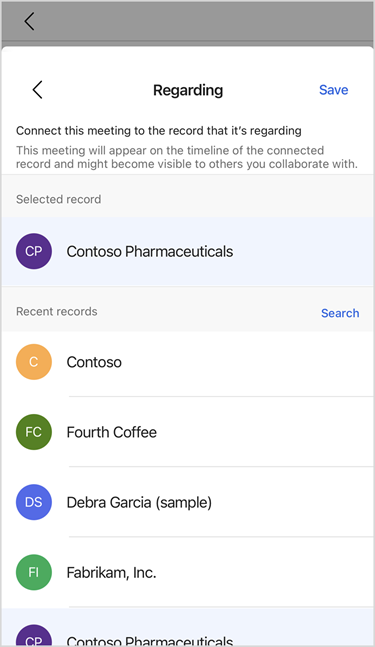 Regarding
Save
Connect this meeting to the record that it's regarding
This meeting will appear on the timeline of the connected
record and might become visible to others you collaborate with.
Selected record
CP
Contoso Pharmaceuticals
Recent records
Search
C
Contoso
FC
Fourth Coffee
DS
Debra Garcia (sample)
FI
Fabrikam, Inc.
CP
Contoso Pharmaceuticals